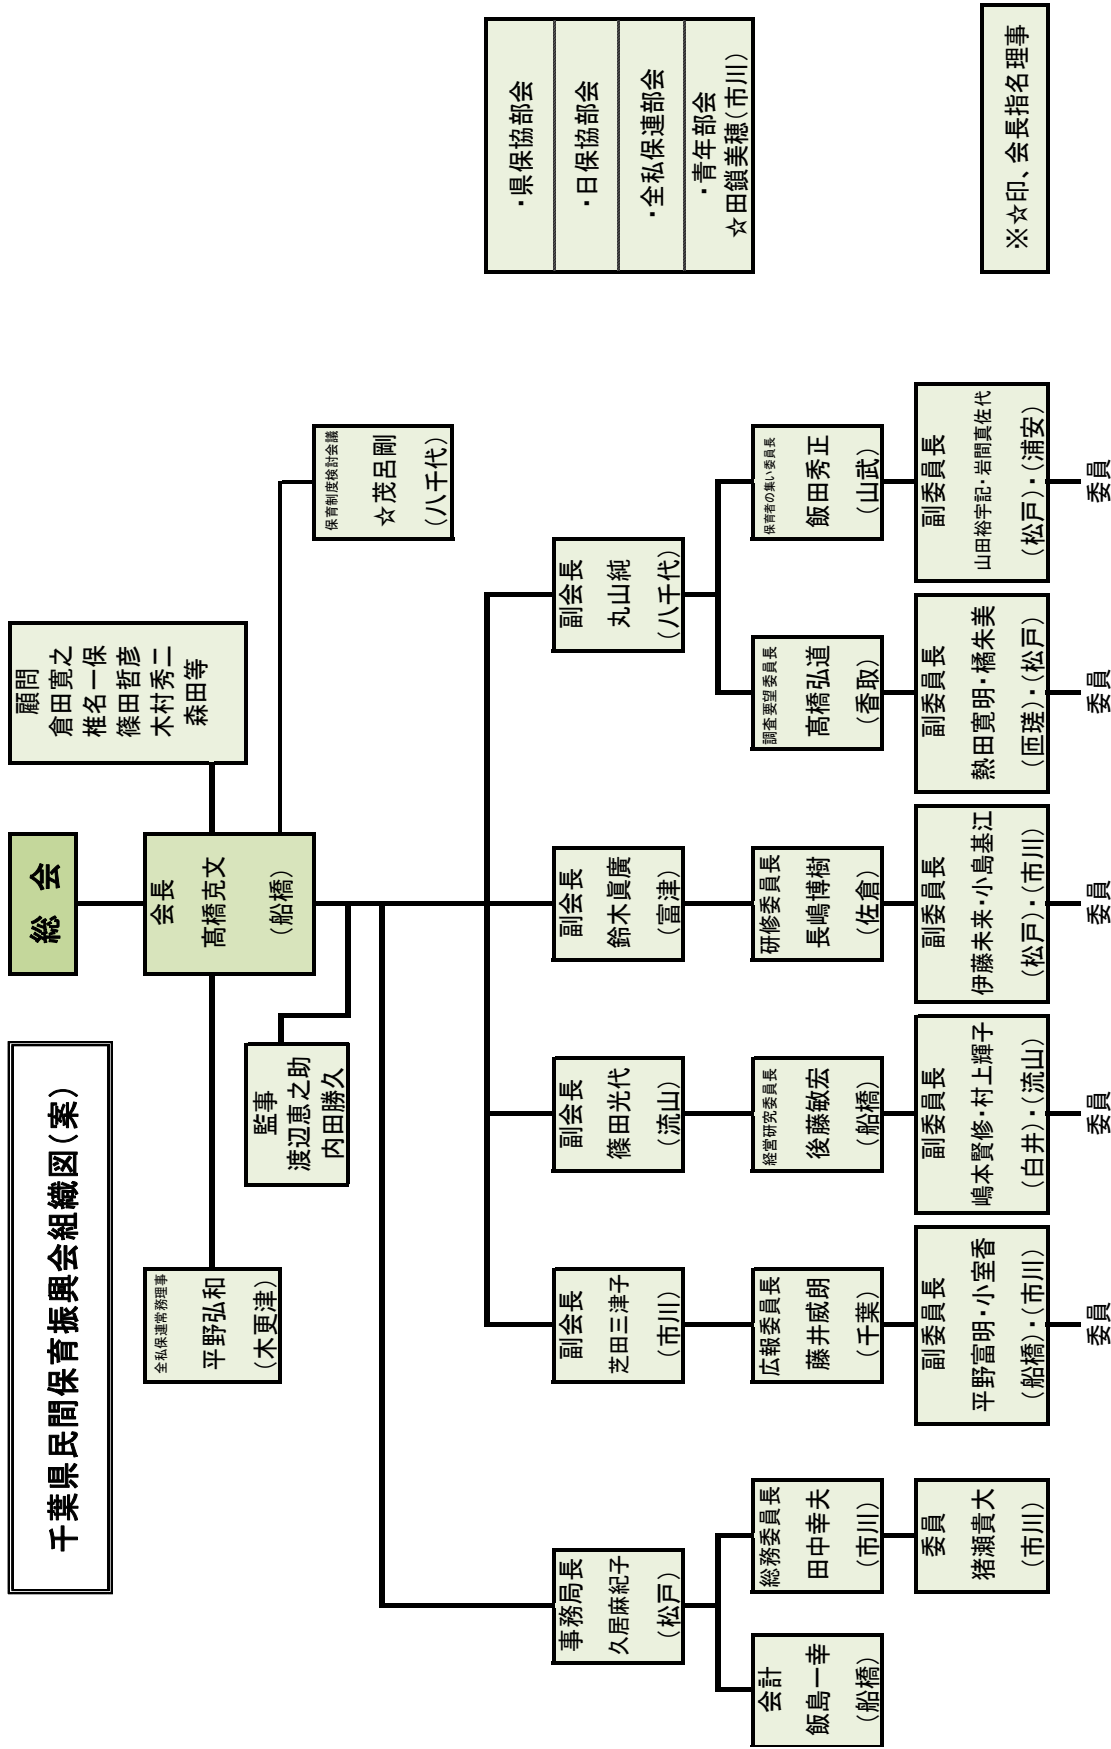 千葉県民間保育振興会組織図(案)
総　会
顧問
倉田寛之
椎名一保
篠田哲彦
木村秀二
森田等
会長
髙橋克文
(船橋)
全私保連常務理事
平野弘和
(木更津)
監事
渡辺恵之助
内田勝久
保育制度検討会議
☆茂呂剛
(八千代)
・県保協部会
・日保協部会
・全私保連部会
・青年部会
☆田鎖美穂(市川)
事務局長
久居麻紀子
(松戸)
副会長
芝田三津子
(市川)
副会長
篠田光代
(流山)
副会長
鈴木眞廣
(富津)
副会長
丸山純
(八千代)
会計
飯島一幸
(船橋)
総務委員長
田中幸夫
(市川)
広報委員長
藤井威朗
(千葉)
経営研究委員長
後藤敏宏
(船橋)
研修委員長
長嶋博樹
(佐倉)
調査要望委員長
髙橋弘道
(香取)
保育者の集い委員長
飯田秀正
(山武)
委員
猪瀬貴大
(市川)
副委員長
平野富明・小室香
(船橋)・(市川)
副委員長
嶋本賢修・村上輝子
(白井)・(流山)
副委員長
伊藤未来・小島基江
(松戸)・(市川)
副委員長
熱田寛明・橘朱美
(匝瑳)・(松戸)
副委員長
山田裕宇記・岩間真佐代
(松戸)・(浦安)
委員
委員
委員
委員
委員
※☆印、会長指名理事